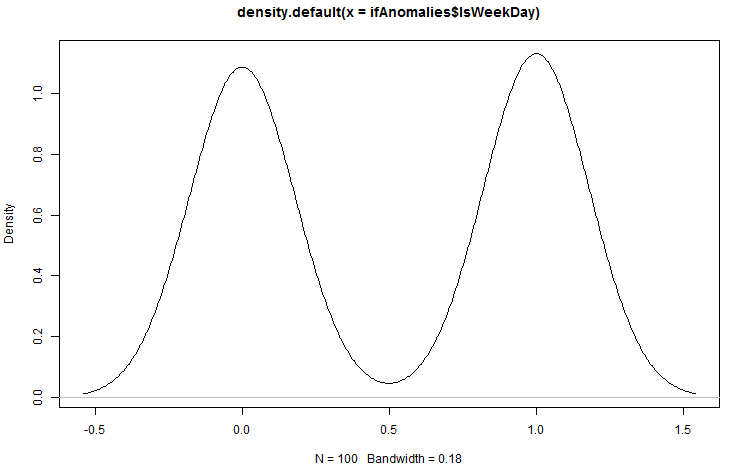 density.default(x = ifAnomalies$IsWeekDay)
Density
1.0
0.8
0.6
0.4
0.2
0.0
-0.5 0.0 0.5 1.0 1.5
N = 100 Bandwidth = 0.18